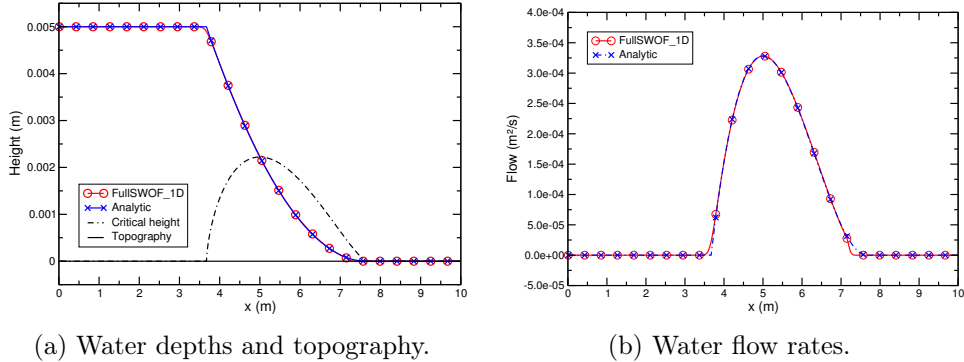 0.005
0.004
0.003
0.002
0.001
0
Height (m)
FullSWOF_1D
Analytic
Critical height
Topography
0 1 2 3 4 5 6 7 8 9 10
x (m)
(a) Water depths and topography.
4.0e-04
3.5e-04
3.0e-04
2.5e-04
2.0e-04
1.5e-04
1.0e-04
5.0e-05
0.0e+00
-5.0e-05
Flow (m²/s)
FullSWOF_1D
Analytic
0 1 2 3 4 5 6 7 8 9 10
x (m)
(b) Water flow rates.